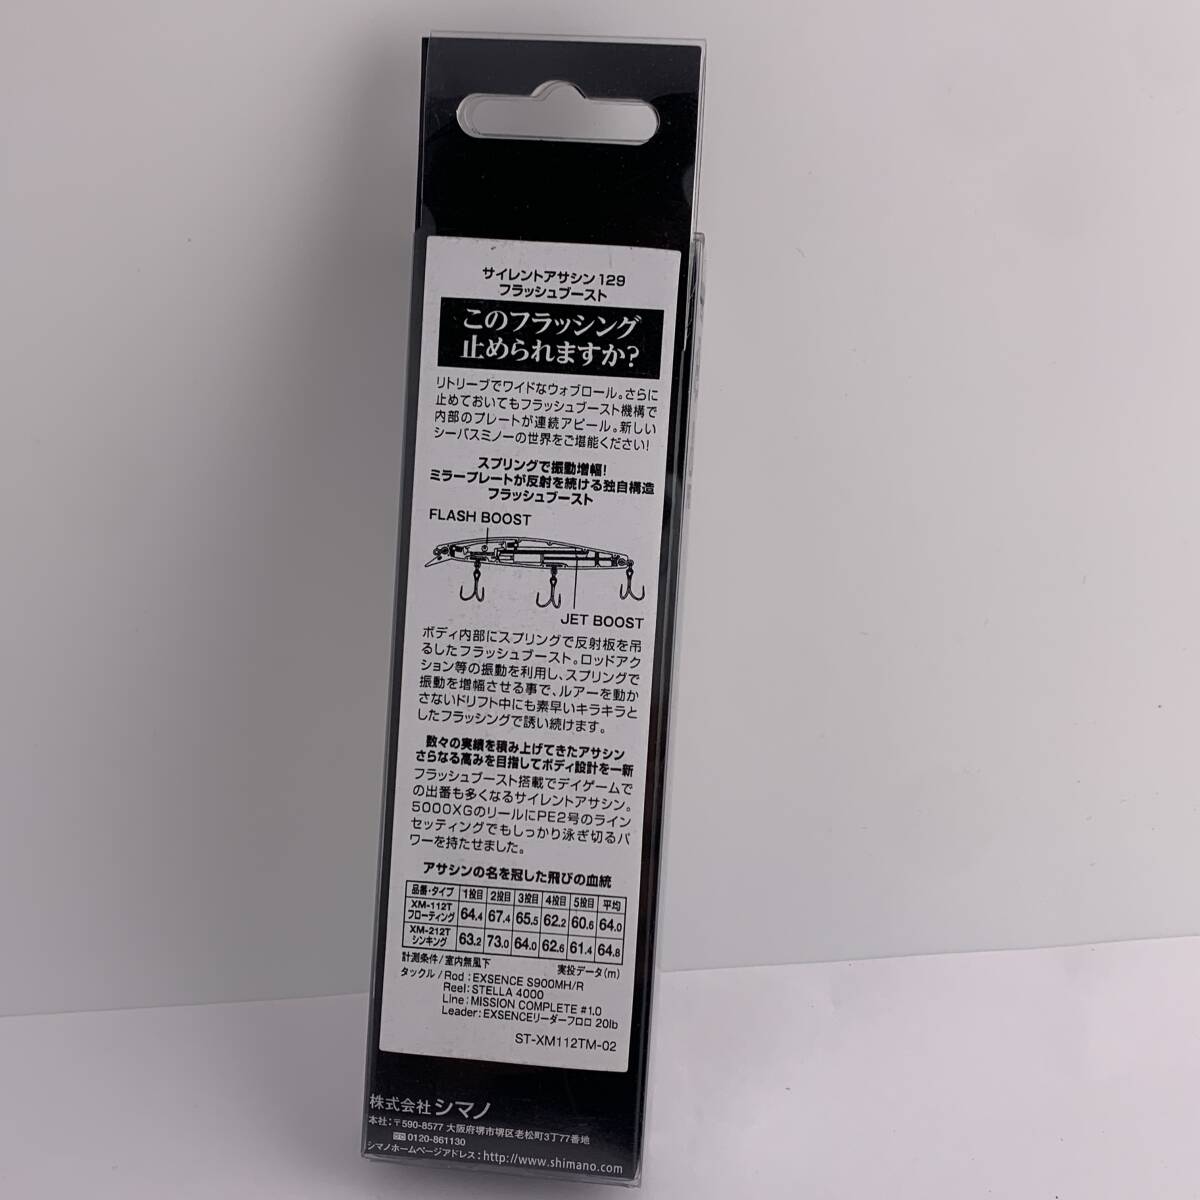 サイレントアサシン129
フラッシュブースト
このフラッシング
止められますか?
リトリーブでワイドなウォブロール。さらに
止めておいてもフラッシュブースト機構で
内部のプレートが連続アピール。新しい
シーバスミノーの世界をご堪能ください!
スプリングで振動増幅!
ミラープレートが反射を続ける独自構造
フラッシュブースト
FLASH BOOST
JET BOOST
ボディ内部にスプリングで反射板を吊
るしたフラッシュブースト。ロッドアク
ション等の振動を利用し、スプリングで
振動を増幅させる事で、ルアーを動か
さないドリフト中にも素早いキラキラと
したフラッシングで誘い続けます。
数々の実績を積み上げてきたアサシン
さらなる高みを目指してボディ設計を一新
フラッシュブースト搭載でデイゲームで
の出番も多くなるサイレントアサシン。
5000XGのリールにPE2号のライン
セッティングでもしっかり泳ぎ切るパ
ワーを持たせました。
アサシンの名を冠した飛びの血統
品番・タイプ 1投目 2投目 3投目 4投目 5投目 平均
XM-112T
フローティング 64.4 67.4 65.5 62.2 60.6 64.0
XM-212T
シンキング 63.2 73.0 64.0 62.6 61.4 64.8
計測条件/室内無風下 実投データ(m)
タックル/Rod:EXSENCE S900MH/R
Reel:STELLA 4000
Line:MISSION COMPLETE #1.0
Leader:EXSENCEリーダーフロロ 20lb
ST-XM112TM-02
株式会社シマノ
本社:〒590-8577 大阪府堺市堺区老松町3丁77番地
0120-861130
シマノホームページアドレス:http://www.shimano.com